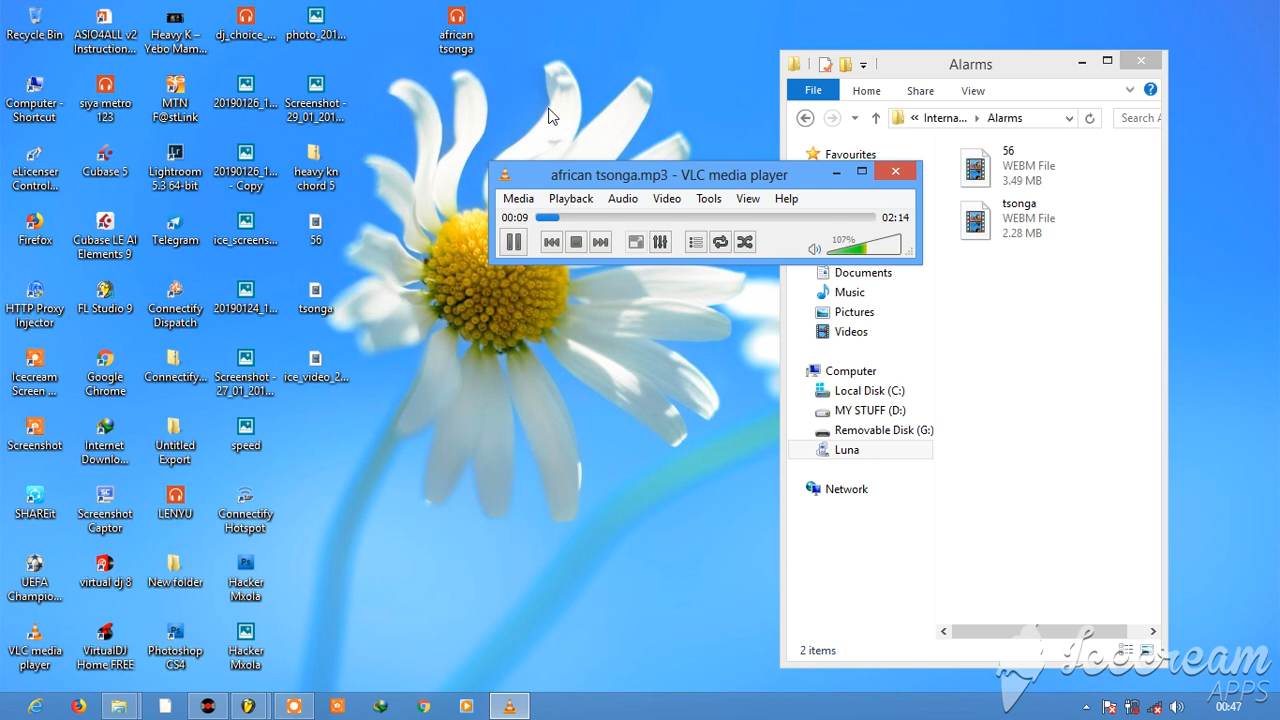 Recycle Bin
ASIO4ALL v2
Instruction...
Heavy K –
Yebo Mam...
dj_choice_...
photo_201...
african
tsonga
Computer -
Shortcut
siya metro
123
MTN
F@stLink
20190126_1...
Screenshot -
29_01_201...
eLicenser
Control...
Cubase 5
Lightroom
5.3 64-bit
20190126_1...
- Copy
heavy kn
chord 5
Firefox
Cubase LE AI
Elements 9
Telegram
ice_screens...
56
HTTP Proxy
Injector
FL Studio 9
Connectify
Dispatch
20190124_1...
tsonga
Icecream
Screen ...
Google
Chrome
Connectify...
Screenshot -
27_01_201...
ice_video_2...
Screenshot
Internet
Downlo...
Untitled
Export
speed
SHAREit
Screenshot
Captor
LENYU
Connectify
Hotspot
UEFA
Champio...
virtual dj 8
New folder
Hacker
Mxola
VLC media
player
VirtualDJ
Home FREE
Photoshop
CS4
Hacker
Mxola
african tsonga.mp3 - VLC media player
Media Playback Audio Video Tools View Help
00:09 02:14
107%
Alarms
File Home Share View
« Interna... Alarms
Search A
Favourites
Documents
Music
Pictures
Videos
Computer
Local Disk (C:)
MY STUFF (D:)
Removable Disk (G:)
Luna
Network
56
WEBM File
3.49 MB
tsonga
WEBM File
2.28 MB
2 items
Icecream
APPS
00:47